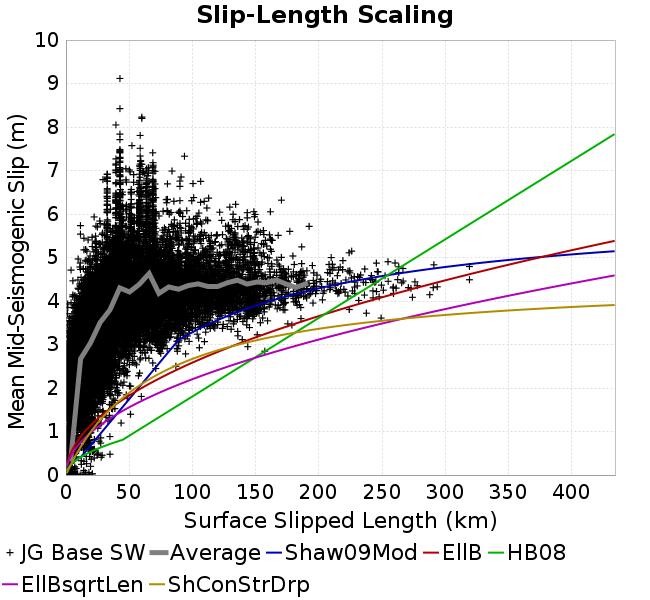 Slip-Length Scaling
Mean Mid-Seismogenic Slip (m)
10
9
8
7
6
5
4
3
2
1
0
0 50 100 150 200 250 300 350 400
Surface Slipped Length (km)
JG Base SW Average Shaw09Mod EllB HB08
EllBsqrtLen ShConStrDrp